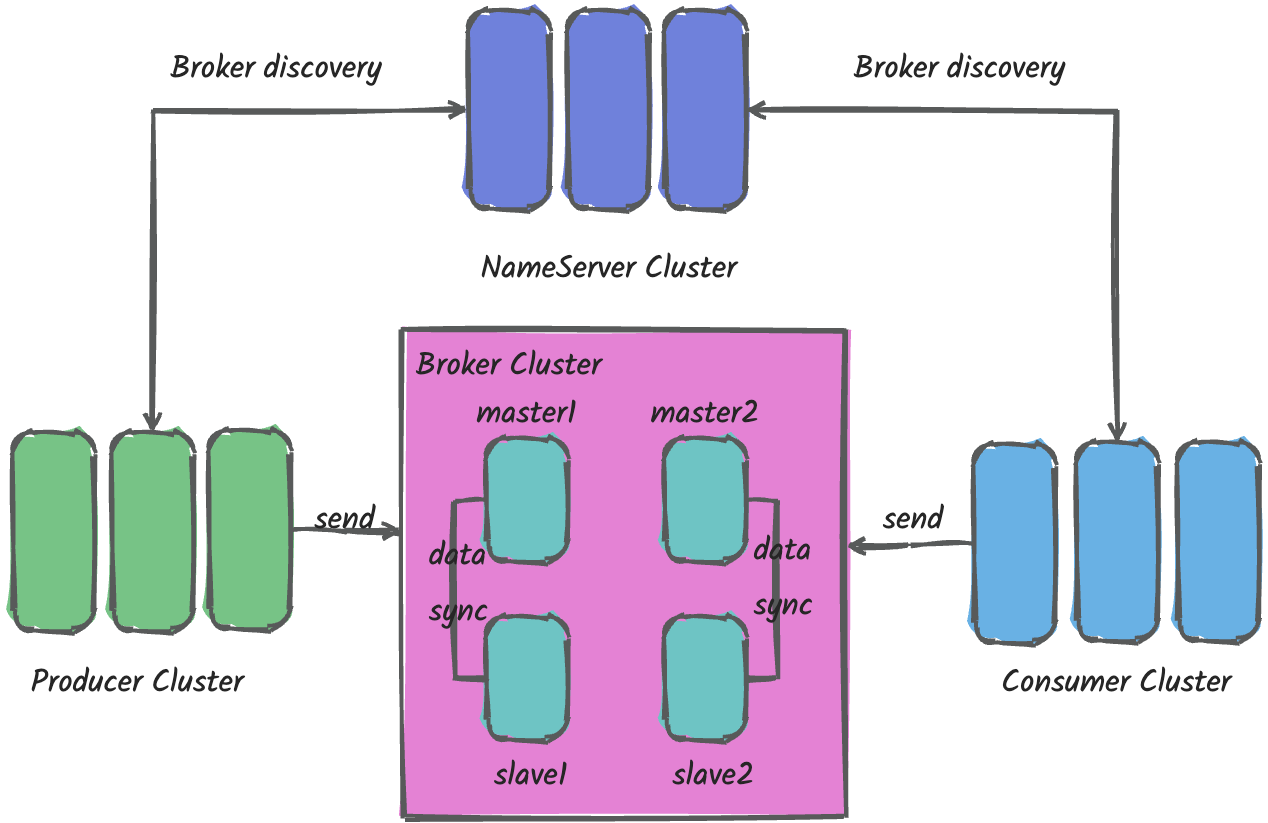 Broker discovery
Broker discovery
NameServer Cluster
Broker Cluster
master1
master2
send
send
data
sync
data
sync
Producer Cluster
Consumer Cluster
slave1
slave2